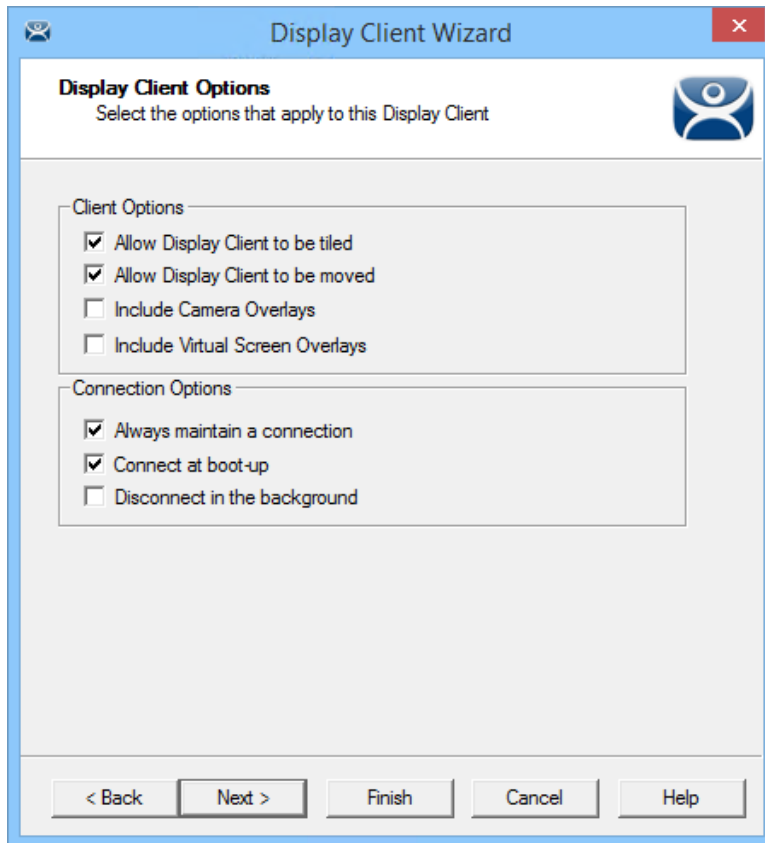 Display Client Wizard
Display Client Options
Select the options that apply to this Display Client
Client Options
Allow Display Client to be tiled
Allow Display Client to be moved
Include Camera Overlays
Include Virtual Screen Overlays
Connection Options
Always maintain a connection
Connect at boot-up
Disconnect in the background
< Back Next > Finish Cancel Help